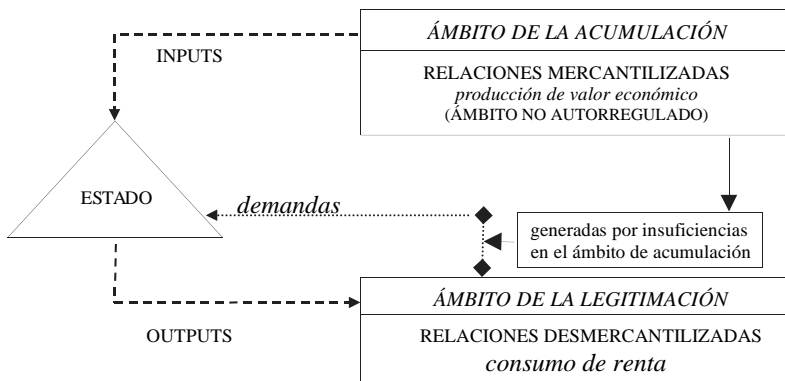 ÁMBITO DE LA ACUMULACIÓN
INPUTS
RELACIONES MERCANTILIZADAS
producción de valor económico
(ÁMBITO NO AUTORREGULADO)
ESTADO
demandas
generadas por insuficiencias
en el ámbito de acumulación
ÁMBITO DE LA LEGITIMACIÓN
OUTPUTS
RELACIONES DESMERCANTILIZADAS
consumo de renta